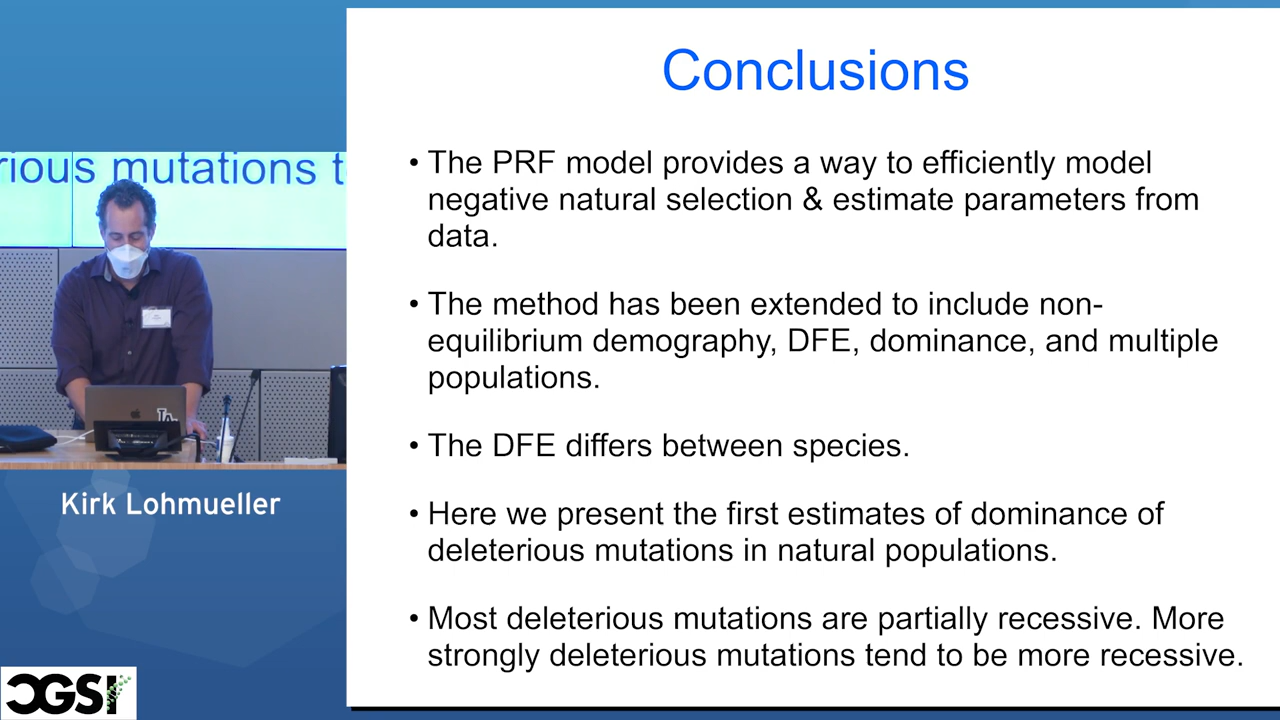 Conclusions
• The PRF model provides a way to efficiently model
negative natural selection & estimate parameters from
data.
• The method has been extended to include non-
equilibrium demography, DFE, dominance, and multiple
populations.
• The DFE differs between species.
• Here we present the first estimates of dominance of
deleterious mutations in natural populations.
• Most deleterious mutations are partially recessive. More
strongly deleterious mutations tend to be more recessive.
rious mutations t
LA
Kirk Lohmueller
CGSI